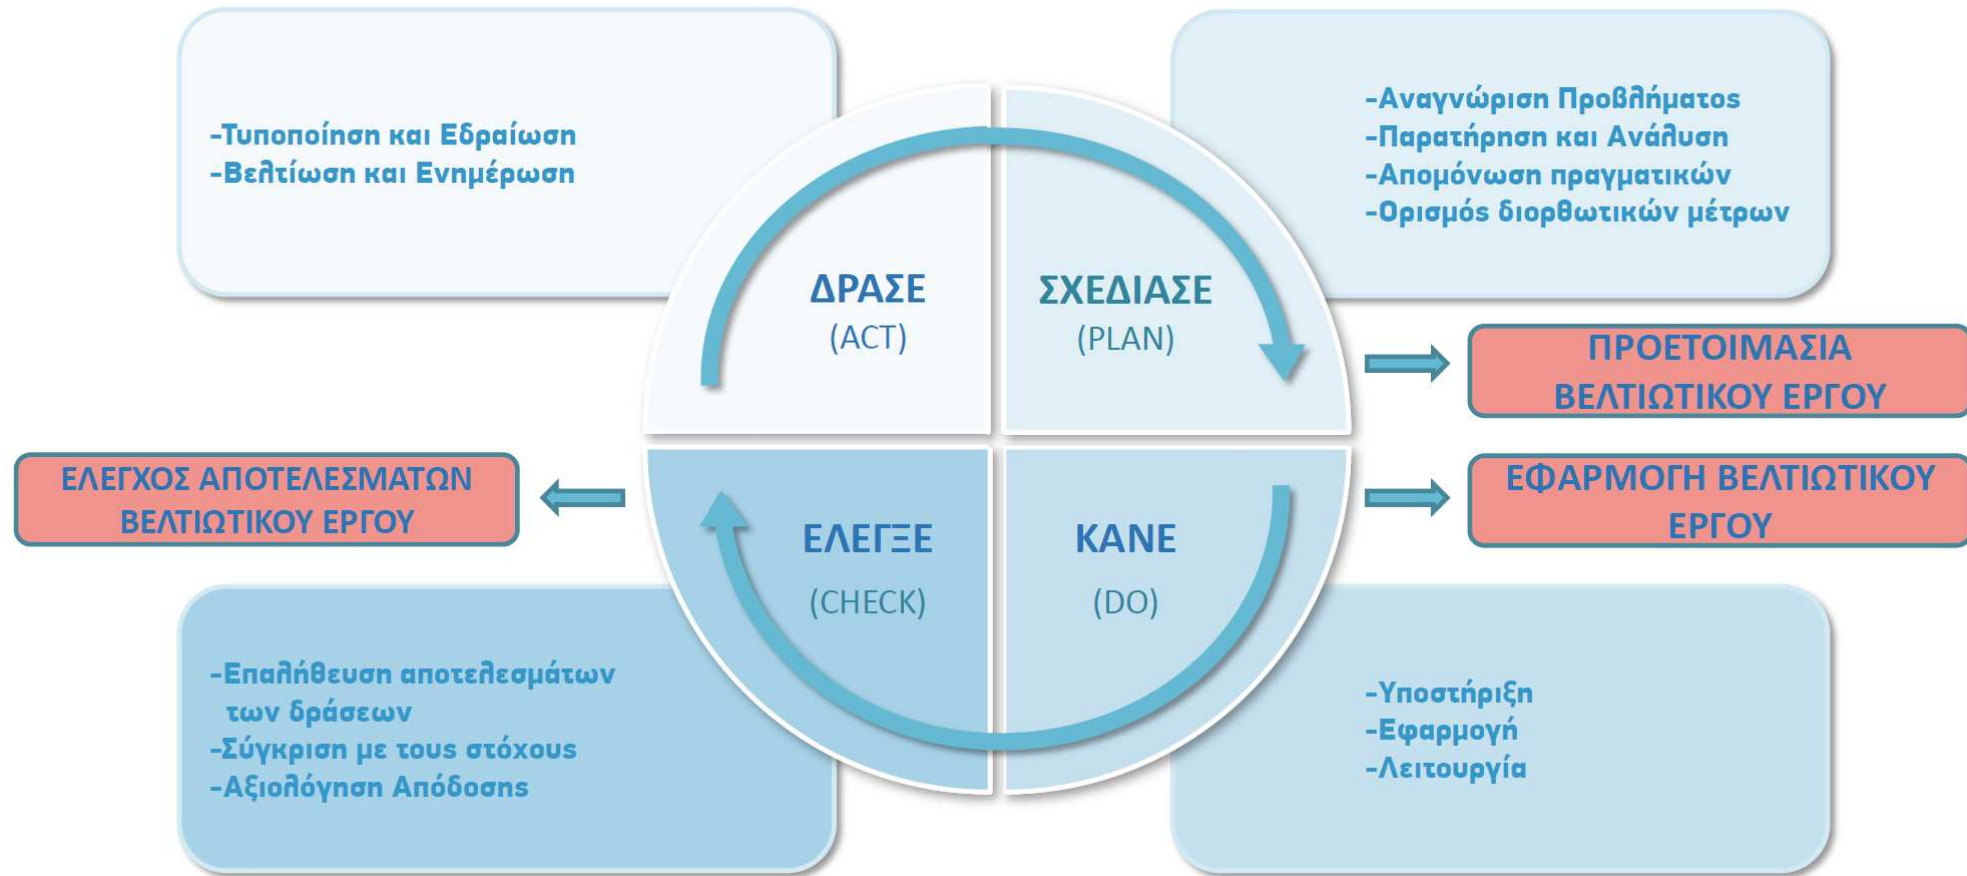 -Τυποποίηση και Εδραίωση
-Βελτίωση και Ενημέρωση
-Αναγνώριση Προβλήματος
-Παρατήρηση και Ανάλυση
-Απομόνωση πραγματικών
-Ορισμός διορθωτικών μέτρων
ΔΡΑΣΕ
(ACT)
ΣΧΕΔΙΑΣΕ
(PLAN)
ΠΡΟΕΤΟΙΜΑΣΙΑ
ΒΕΛΤΙΩΤΙΚΟΥ ΕΡΓΟΥ
ΕΛΕΓΧΟΣ ΑΠΟΤΕΛΕΣΜΑΤΩΝ
ΒΕΛΤΙΩΤΙΚΟΥ ΕΡΓΟΥ
ΕΛΕΓΞΕ
(CHECK)
ΚΑΝΕ
(DO)
ΕΦΑΡΜΟΓΗ ΒΕΛΤΙΩΤΙΚΟΥ
ΕΡΓΟΥ
-Επαλήθευση αποτελεσμάτων
των δράσεων
-Σύγκριση με τους στόχους
-Αξιολόγηση Απόδοσης
-Υποστήριξη
-Εφαρμογή
-Λειτουργία